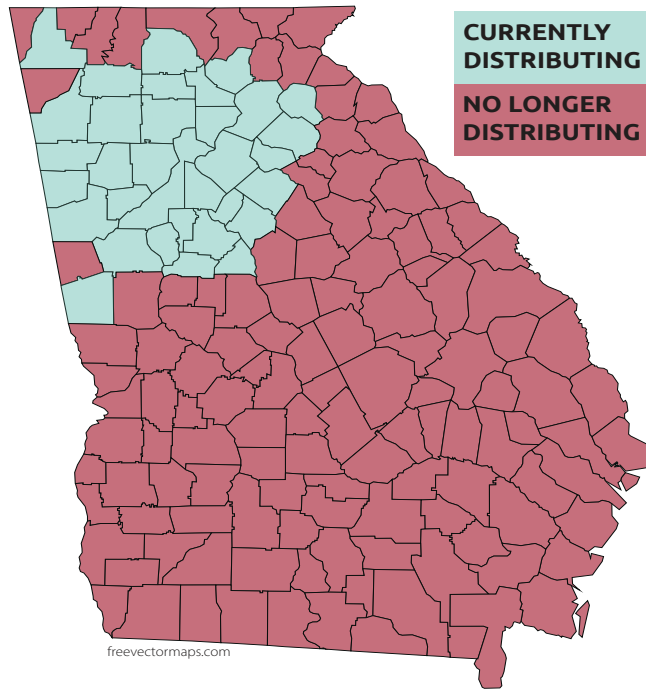 CURRENTLY
DISTRIBUTING
NO LONGER
DISTRIBUTING
freevectormaps.com